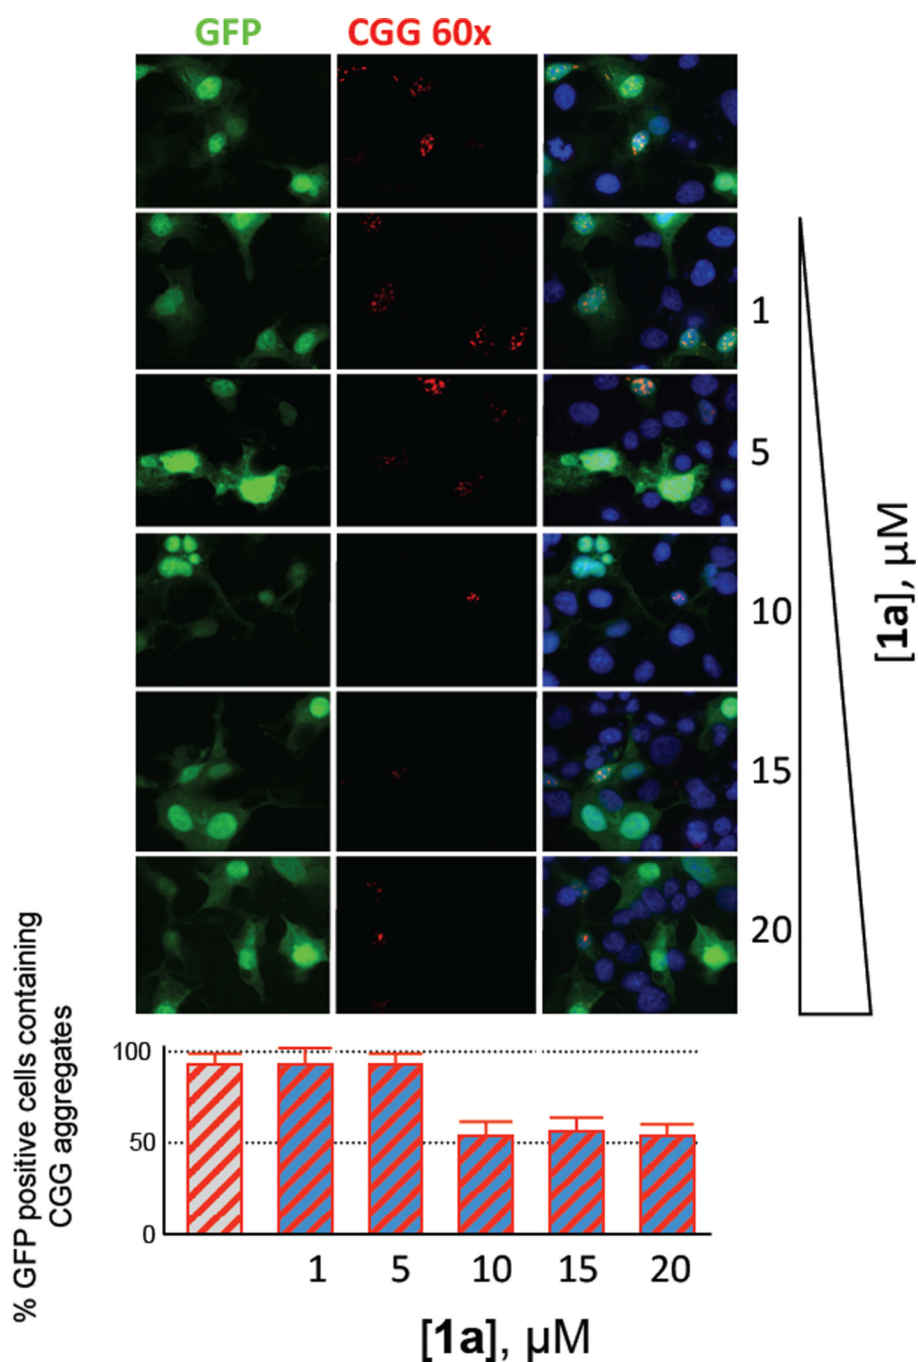 GFP
CGG 60x
1
5
10
15
20
[1a], µM
% GFP positive cells containing
CGG aggregates
100
50
0
1
5
10
15
20
[1a], µM